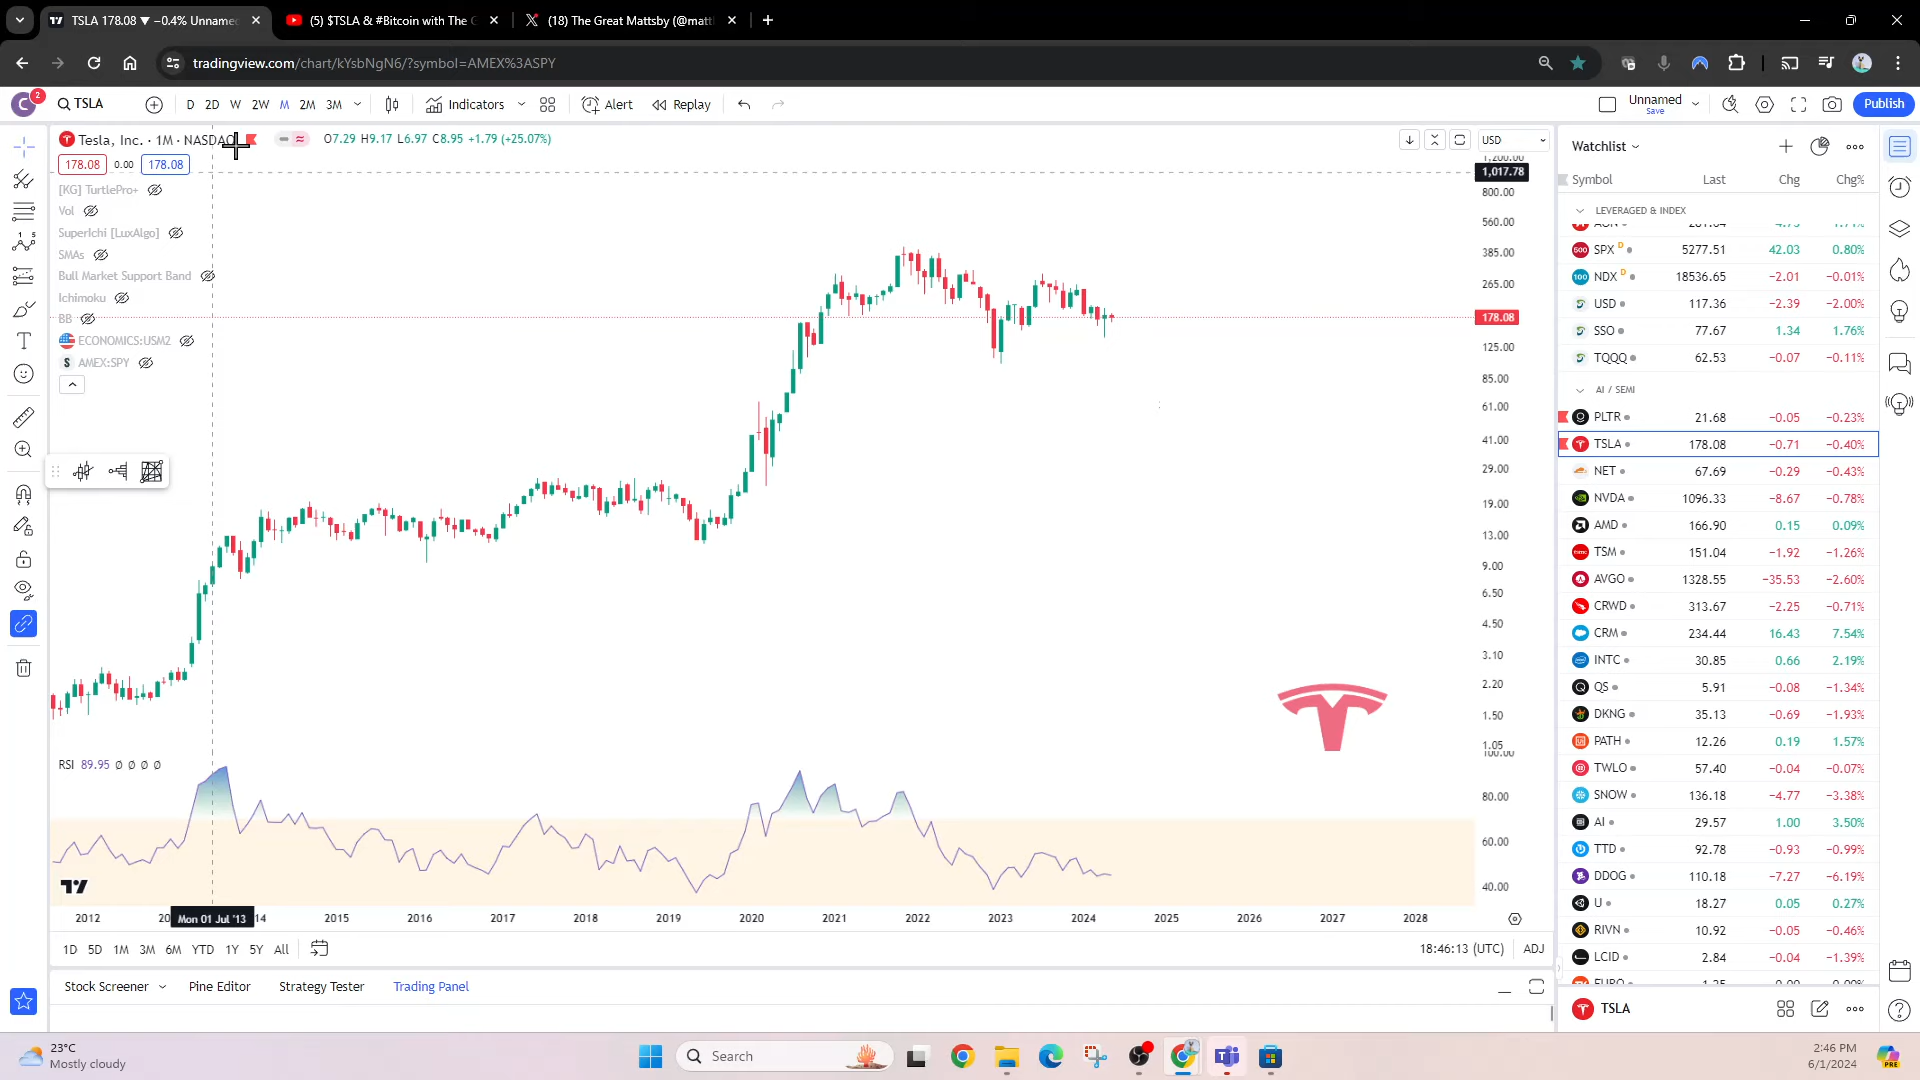 TSLA 178.08 ▼ −0.4% Unname
(5) $TSLA & #Bitcoin with The G
(18) The Great Mattsby (@matt
tradingview.com/chart/kYsbNgN6/?symbol=AMEX%3ASPY
C 2 TSLA D 2D W 2W M 2M 3M Indicators Alert Replay Unnamed Save Publish
Tesla, Inc. · 1M · NASDAQ O7.29 H9.17 L6.97 C8.95 +1.79 (+25.07%) USD
178.08 0.00 178.08
[KG] TurtlePro+
Vol
SuperIchi [LuxAlgo]
SMAs
Bull Market Support Band
Ichimoku
BB
ECONOMICS:USM2
S AMEX:SPY
1,200.00
1,017.78
800.00
560.00
385.00
265.00
178.08
125.00
85.00
61.00
41.00
29.00
19.00
13.00
9.00
6.50
4.50
3.10
2.20
1.50
1.05
RSI 89.95 ∅ ∅ ∅ ∅
100.00
80.00
60.00
40.00
2012 20 Mon 01 Jul '13 14 2015 2016 2017 2018 2019 2020 2021 2022 2023 2024 2025 2026 2027 2028
1D 5D 1M 3M 6M YTD 1Y 5Y All 18:46:13 (UTC) ADJ
Stock Screener Pine Editor Strategy Tester Trading Panel
Watchlist
Symbol Last Chg Chg%
LEVERAGED & INDEX
SPX D 5277.51 42.03 0.80%
NDX D 18536.65 −2.01 −0.01%
USD 117.36 −2.39 −2.00%
SSO 77.67 1.34 1.76%
TQQQ 62.53 −0.07 −0.11%
AI / SEMI
PLTR 21.68 −0.05 −0.23%
TSLA 178.08 −0.71 −0.40%
NET 67.69 −0.29 −0.43%
NVDA 1096.33 −8.67 −0.78%
AMD 166.90 0.15 0.09%
TSM 151.04 −1.92 −1.26%
AVGO 1328.55 −35.53 −2.60%
CRWD 313.67 −2.25 −0.71%
CRM 234.44 16.43 7.54%
INTC 30.85 0.66 2.19%
QS 5.91 −0.08 −1.34%
DKNG 35.13 −0.69 −1.93%
PATH 12.26 0.19 1.57%
TWLO 57.40 −0.04 −0.07%
SNOW 136.18 −4.77 −3.38%
AI 29.57 1.00 3.50%
TTD 92.78 −0.93 −0.99%
DDOG 110.18 −7.27 −6.19%
U 18.27 0.05 0.27%
RIVN 10.92 −0.05 −0.46%
LCID 2.84 −0.04 −1.39%
TSLA
23°C
Mostly cloudy
Search
2:46 PM
6/1/2024